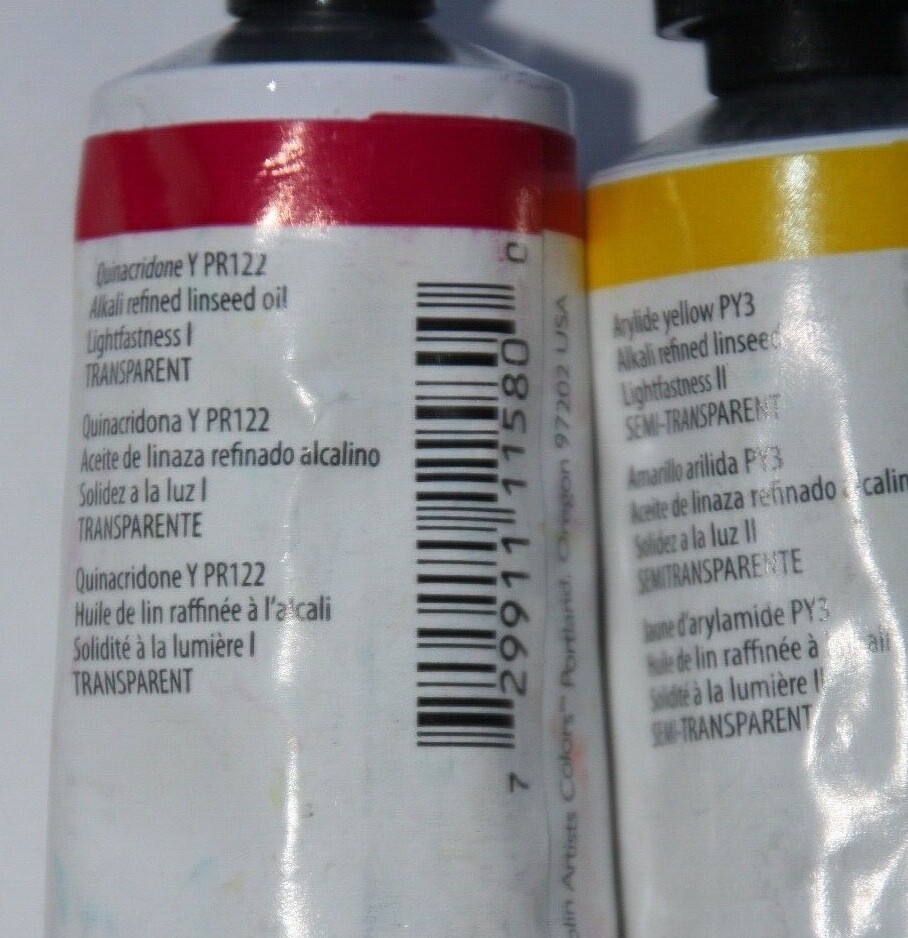 Quinacridone Y PR122
Alkali refined linseed oil
Lightfastness I
TRANSPARENT
Quinacridona Y PR122
Aceite de linaza refinado alcalino
Solidez a la luz I
TRANSPARENTE
Quinacridone Y PR122
Huile de lin raffinée à l'alcali
Solidité à la lumière I
TRANSPARENT
7 29911 11580 0
Artists Colors™ Portland, Oregon 97202 USA
Arylide yellow PY3
Alkali refined linseed
Lightfastness II
SEMI-TRANSPARENT
Amarillo arilida PY3
Aceite de linaza refinado
Solidez a la luz II
SEMITRANSPARENTE
Jaune d'arylamide PY3
Huile de lin raffinée à
Solidité à la lumière II
SEMI-TRANSPARENT